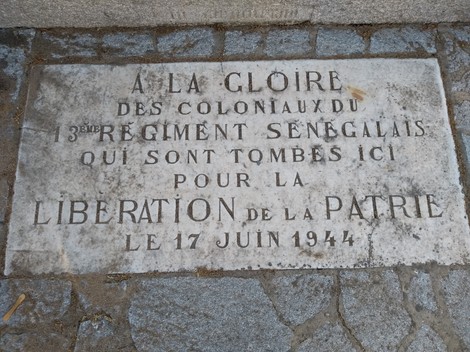 A LA GLOIRE
DES COLONIAUX DU
13ÈME RÉGIMENT SÉNÉGALAIS
QUI SONT TOMBÉS ICI
POUR LA
LIBÉRATION DE LA PATRIE
LE 17 JUIN 1944